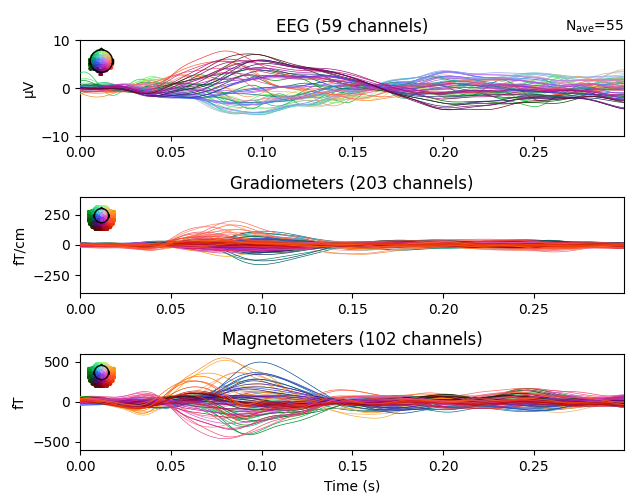 EEG (59 channels)
Nave=55
10
0
−10
µV
0.00 0.05 0.10 0.15 0.20 0.25
Gradiometers (203 channels)
250
0
−250
fT/cm
0.00 0.05 0.10 0.15 0.20 0.25
Magnetometers (102 channels)
500
0
−500
fT
0.00 0.05 0.10 0.15 0.20 0.25
Time (s)